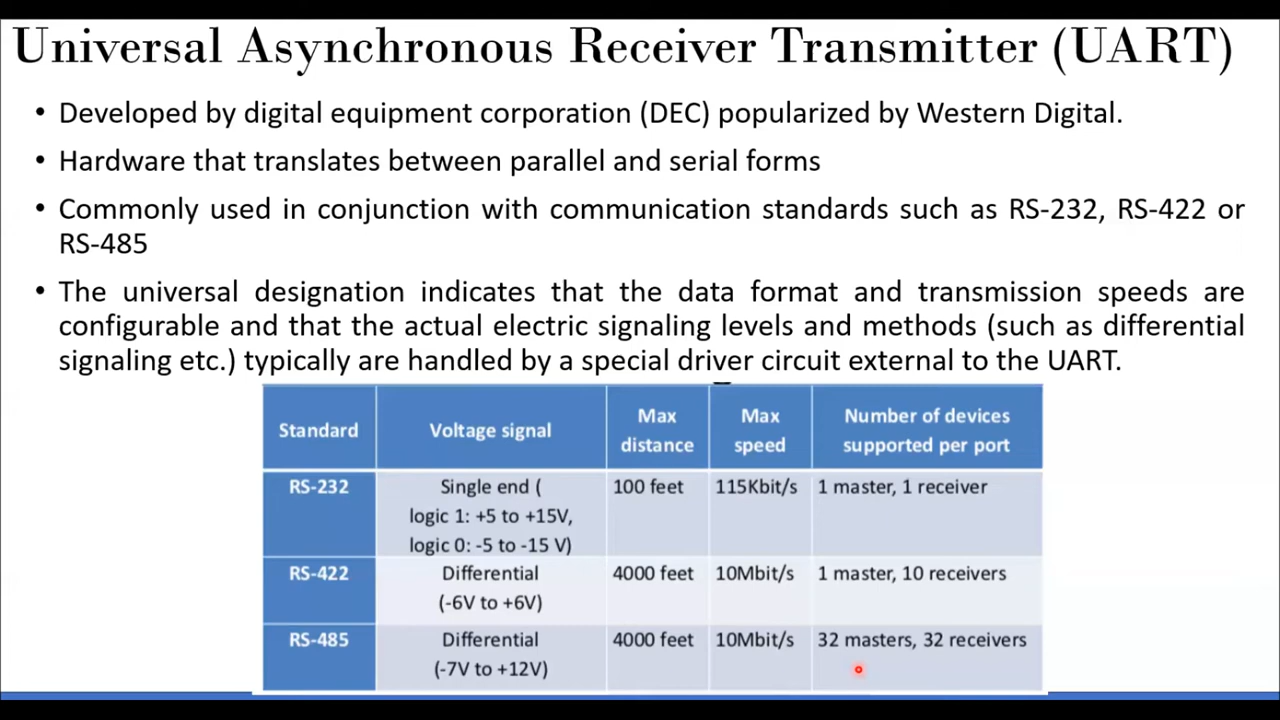 Universal Asynchronous Receiver Transmitter (UART)
• Developed by digital equipment corporation (DEC) popularized by Western Digital.
• Hardware that translates between parallel and serial forms
• Commonly used in conjunction with communication standards such as RS-232, RS-422 or
RS-485
• The universal designation indicates that the data format and transmission speeds are
configurable and that the actual electric signaling levels and methods (such as differential
signaling etc.) typically are handled by a special driver circuit external to the UART.
Standard Voltage signal Max distance Max speed Number of devices supported per port
RS-232 Single end ( logic 1: +5 to +15V, logic 0: -5 to -15 V) 100 feet 115Kbit/s 1 master, 1 receiver
RS-422 Differential (-6V to +6V) 4000 feet 10Mbit/s 1 master, 10 receivers
RS-485 Differential (-7V to +12V) 4000 feet 10Mbit/s 32 masters, 32 receivers